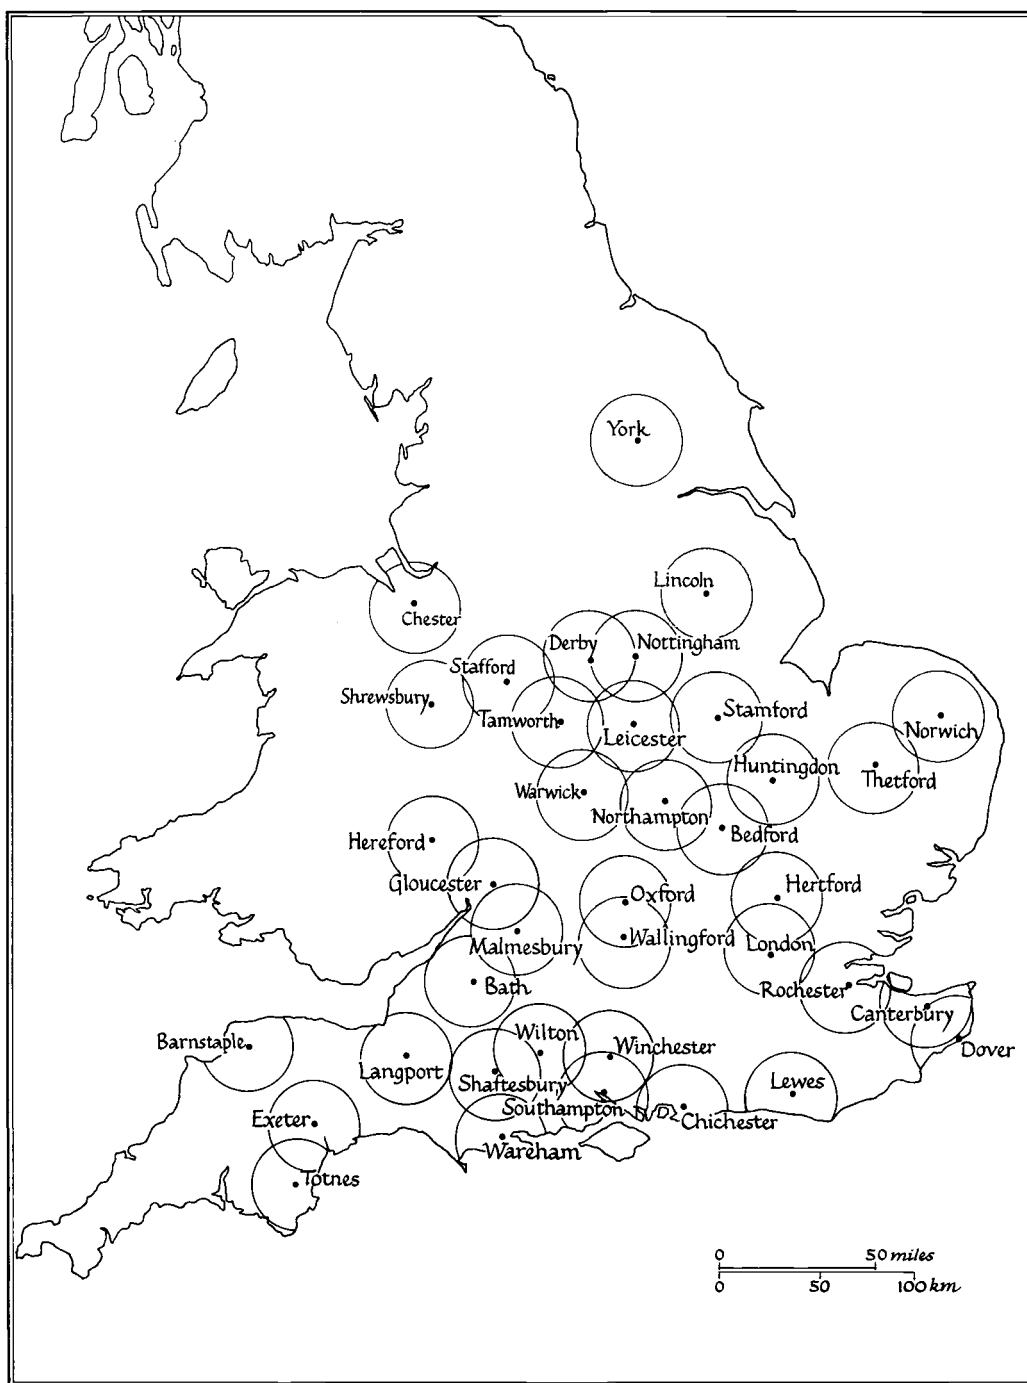 York
Lincoln
Chester
Derby
Nottingham
Stafford
Shrewsbury
Tamworth
Leicester
Stamford
Norwich
Huntingdon
Thetford
Warwick
Northampton
Bedford
Hereford
Gloucester
Oxford
Hertford
Malmesbury
Wallingford
London
Bath
Rochester
Canterbury
Barnstaple
Wilton
Winchester
Dover
Langport
Shaftesbury
Lewes
Southampton
Chichester
Exeter
Wareham
Totnes
0 50 miles
0 50 100 km